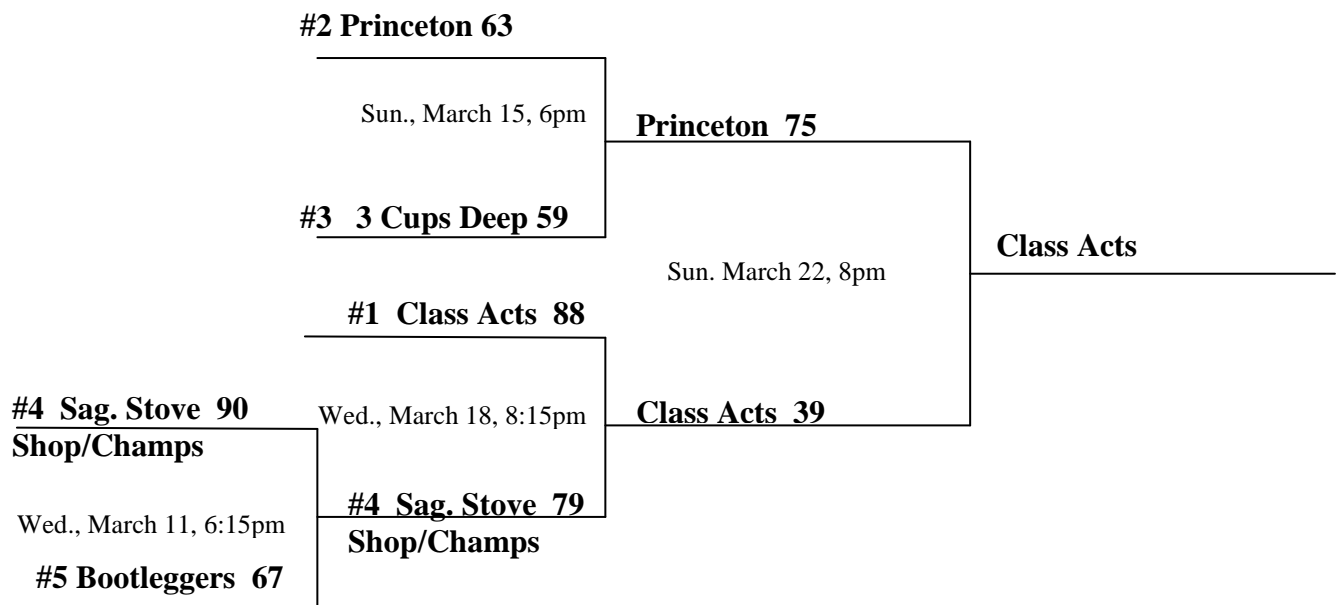 #2 Princeton 63
Sun., March 15, 6pm
Princeton  75
#3   3 Cups Deep 59
Class Acts
Sun. March 22, 8pm
#1  Class Acts  88
#4  Sag. Stove  90
Shop/Champs
Wed., March 18, 8:15pm
Class Acts  39
#4  Sag. Stove  79
Shop/Champs
Wed., March 11, 6:15pm
#5 Bootleggers  67